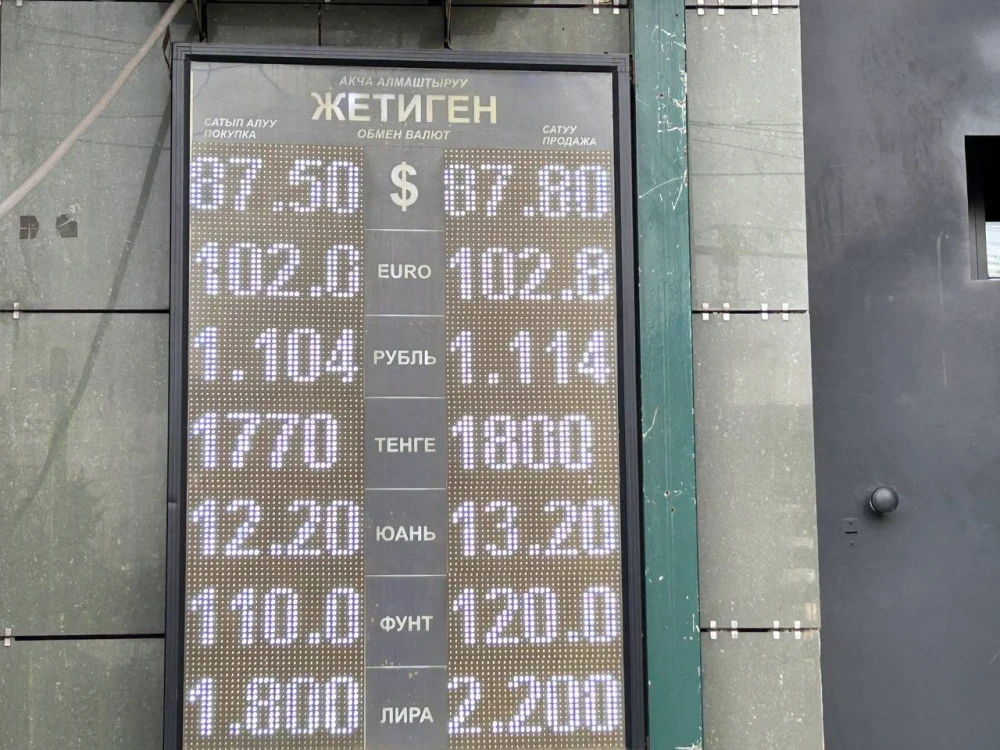 АКЧА АЛМАШТЫРУУ
ЖЕТИГЕН
ОБМЕН ВАЛЮТ
САТЫП АЛУУ
ПОКУПКА
САТУУ
ПРОДАЖА
87.50 $ 87.80
EURO 102.8
1.104 РУБЛЬ 1.114
1770 ТЕНГЕ 1800
12.20 ЮАНЬ 13.20
110.0 ФУНТ 120.0
1.800 ЛИРА 2.200